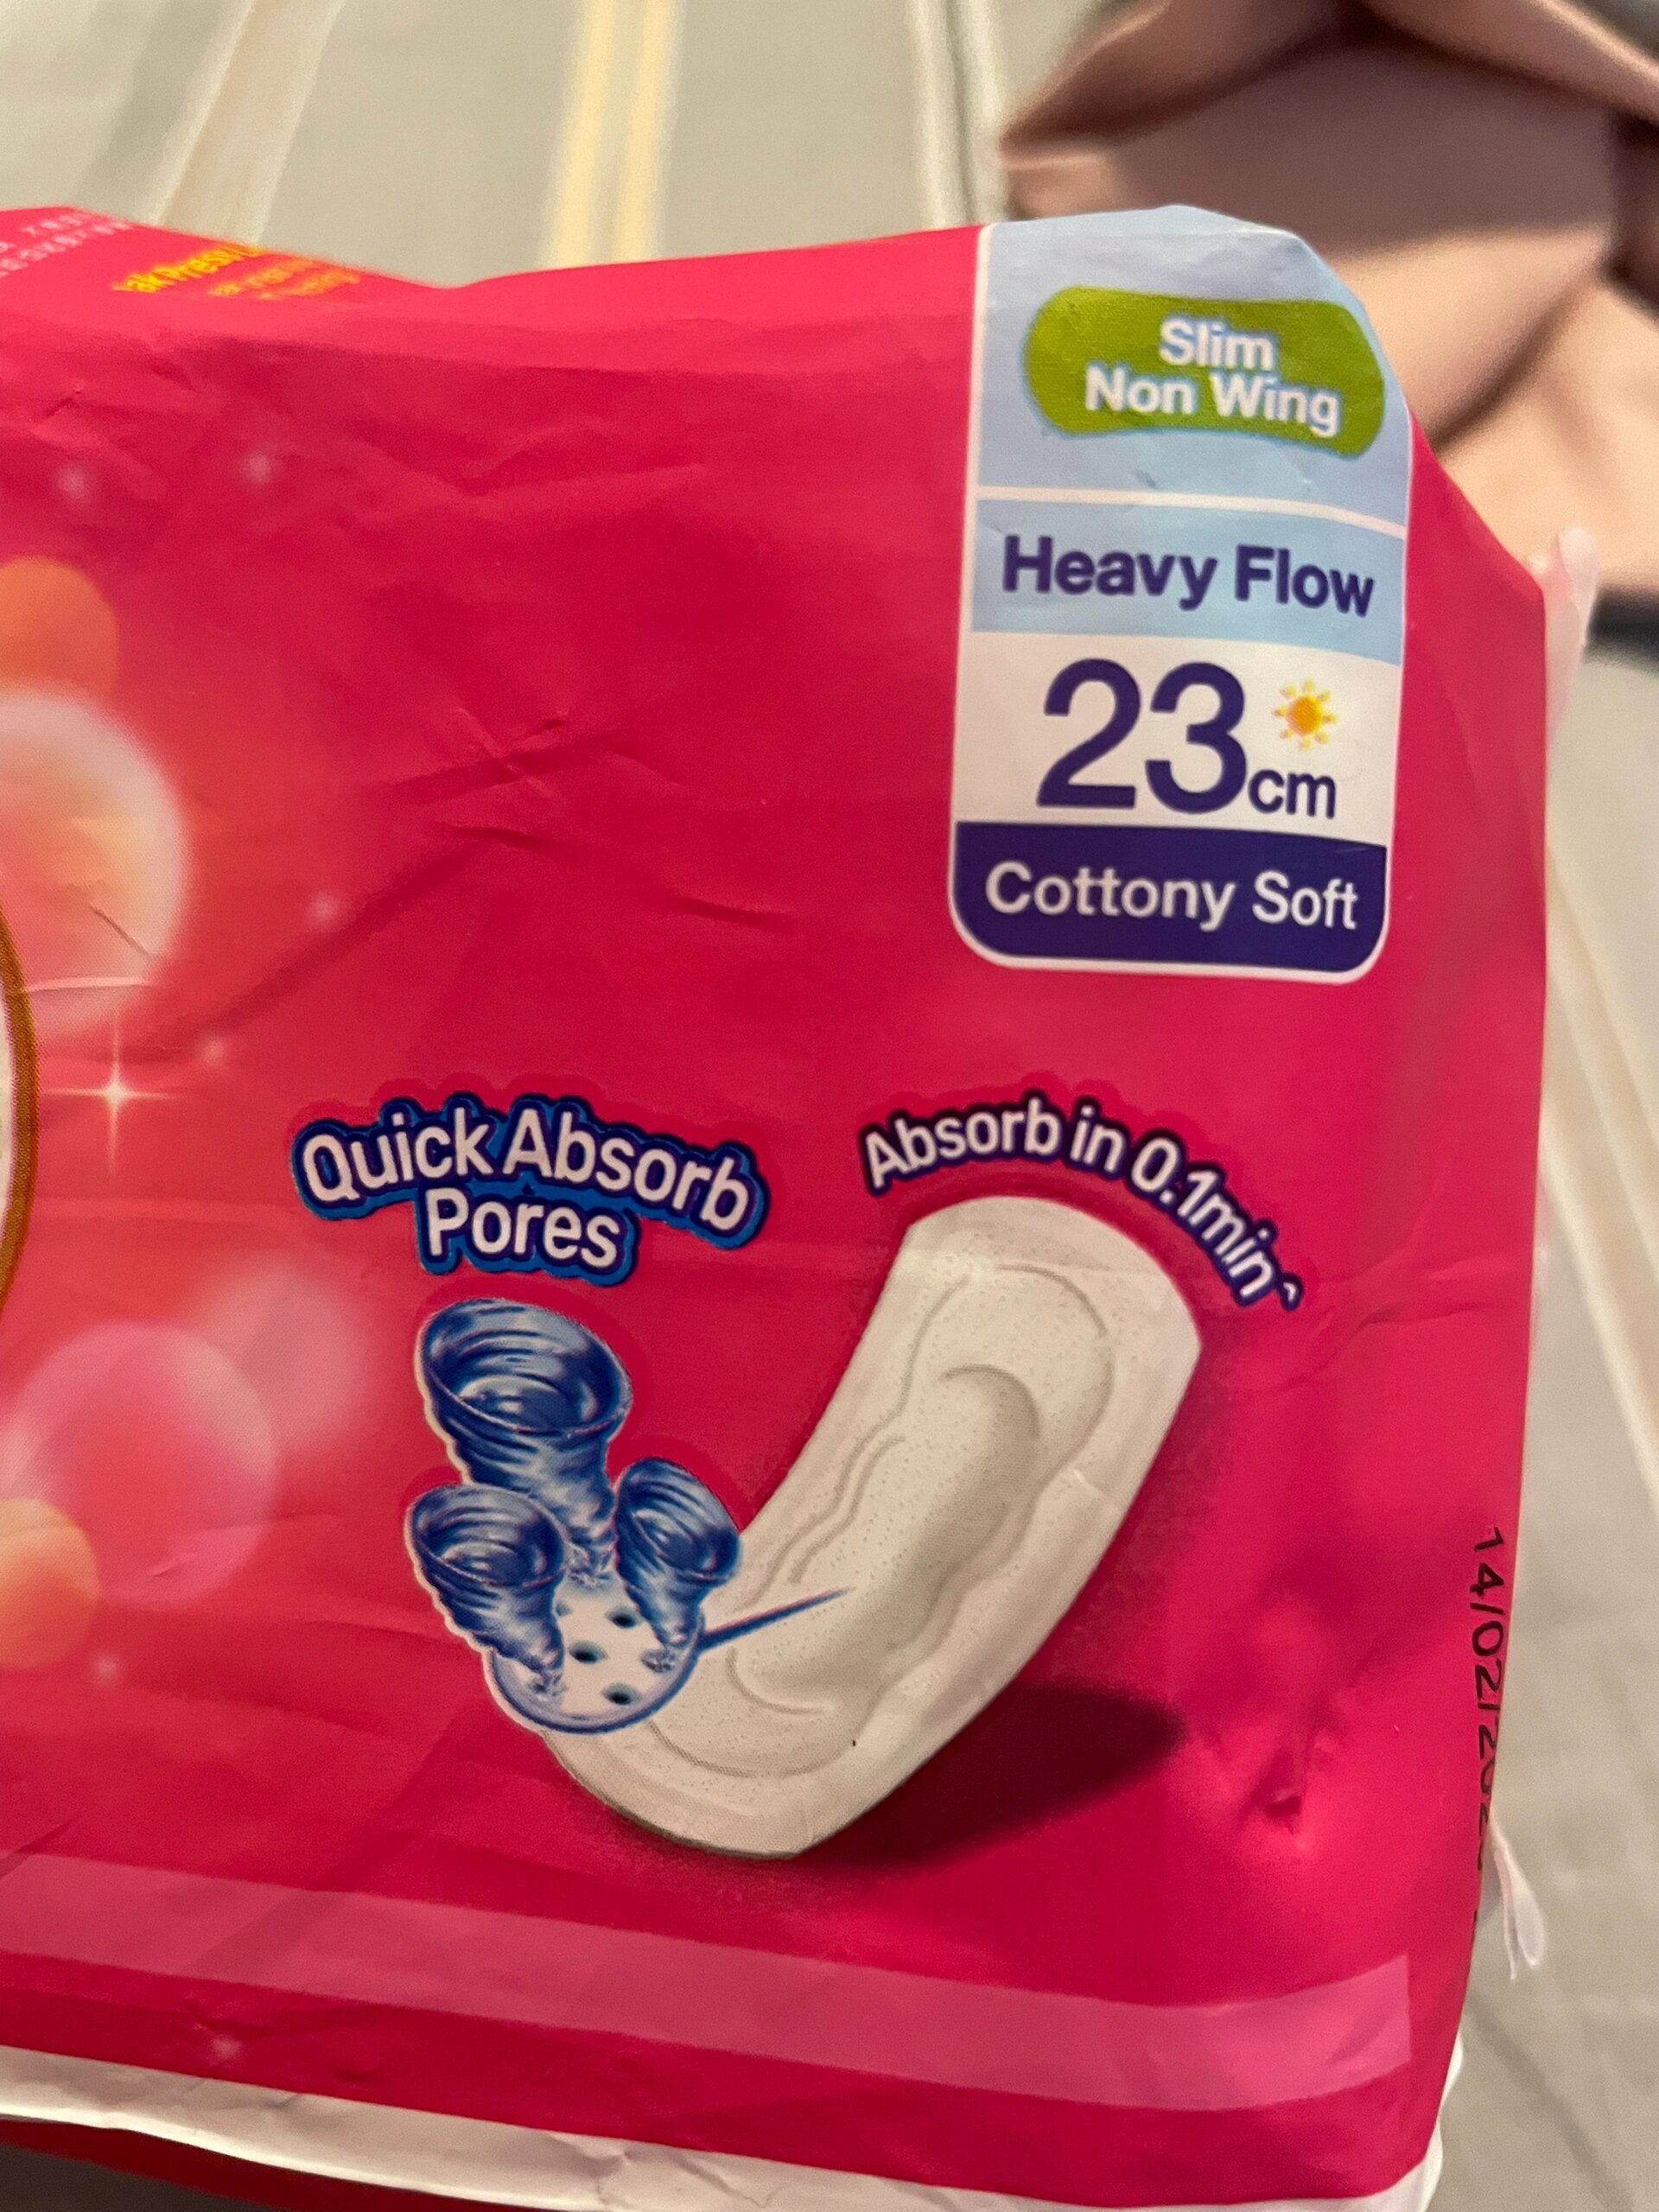 Slim
Non Wing
Heavy Flow
23cm
Cottony Soft
Quick Absorb
Pores
Absorb in 0.1min^